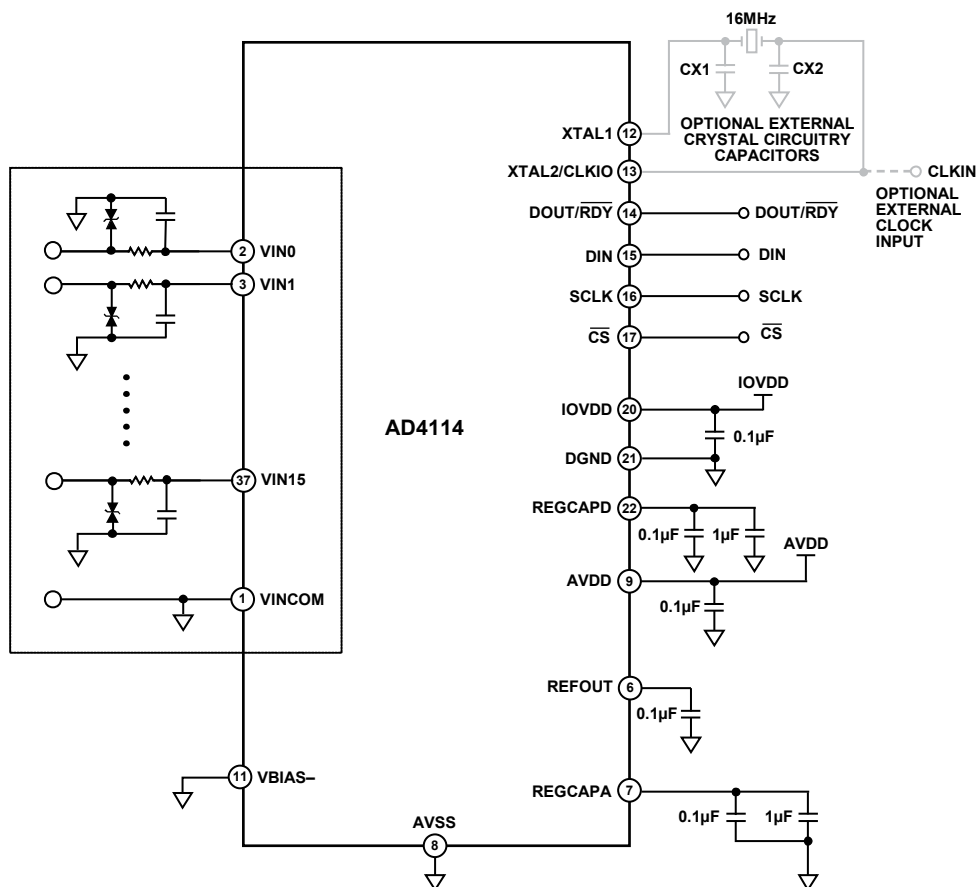 16MHz
CX1
CX2
OPTIONAL EXTERNAL
CRYSTAL CIRCUITRY
CAPACITORS
XTAL1
12
XTAL2/CLKIO
13
CLKIN
OPTIONAL
EXTERNAL
CLOCK
INPUT
DOUT/RDY
14
DOUT/RDY
DIN
15
DIN
SCLK
16
SCLK
CS
17
CS
2
VIN0
3
VIN1
IOVDD
IOVDD
20
0.1µF
AD4114
DGND
21
37
VIN15
REGCAPD
22
0.1µF
1µF
AVDD
AVDD
9
0.1µF
1
VINCOM
REFOUT
6
0.1µF
11
VBIAS–
REGCAPA
7
0.1µF
1µF
AVSS
8